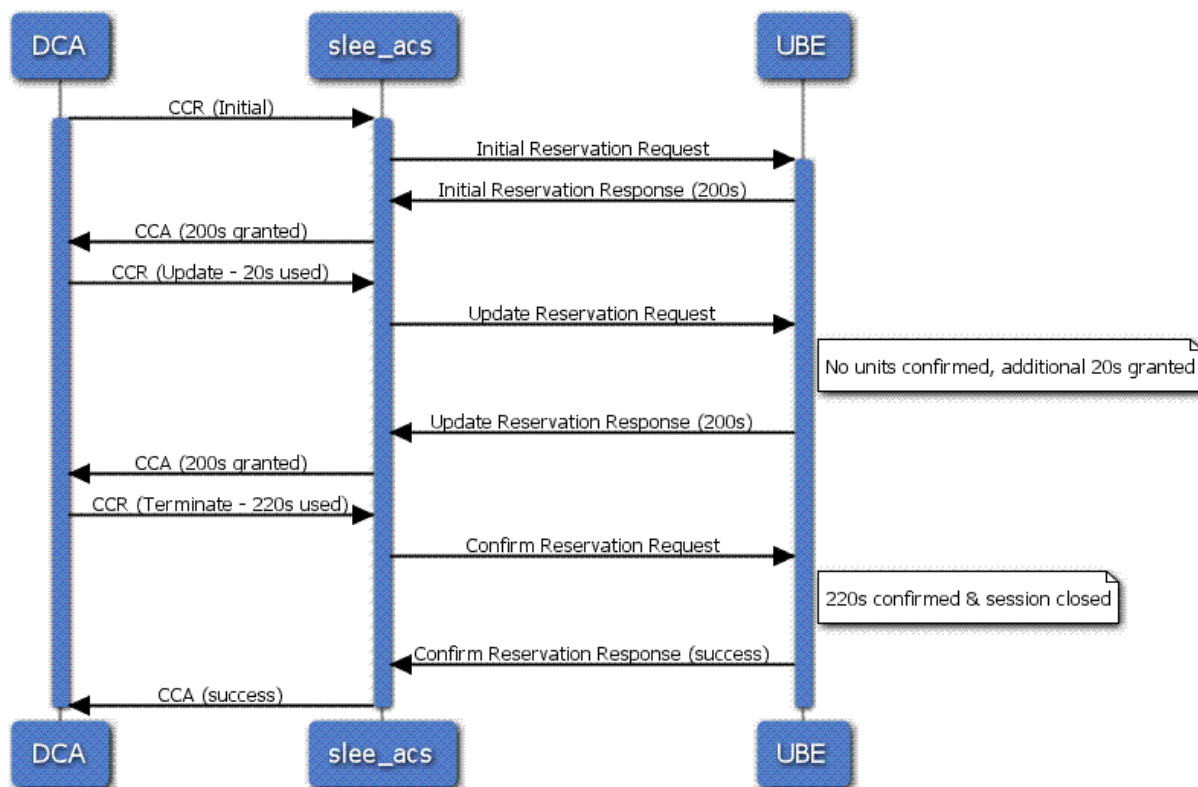 DCA
slee_acs
UBE
CCR (Initial)
Initial Reservation Request
Initial Reservation Response (200s)
CCA (200s granted)
CCR (Update - 20s used)
Update Reservation Request
No units confirmed, additional 20s granted
Update Reservation Response (200s)
CCA (200s granted)
CCR (Terminate - 220s used)
Confirm Reservation Request
220s confirmed & session closed
Confirm Reservation Response (success)
CCA (success)
DCA
slee_acs
UBE